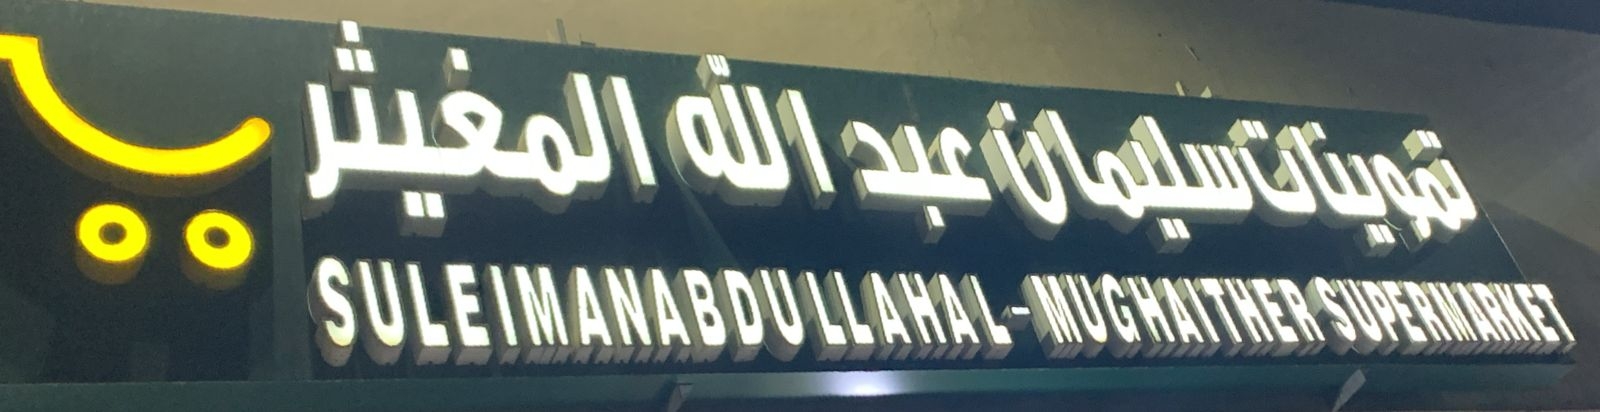 تموينات سليمان عبد الله المغيثر
SULEIMANABDULLAHAL-MUGHAITHER SUPERMARKET